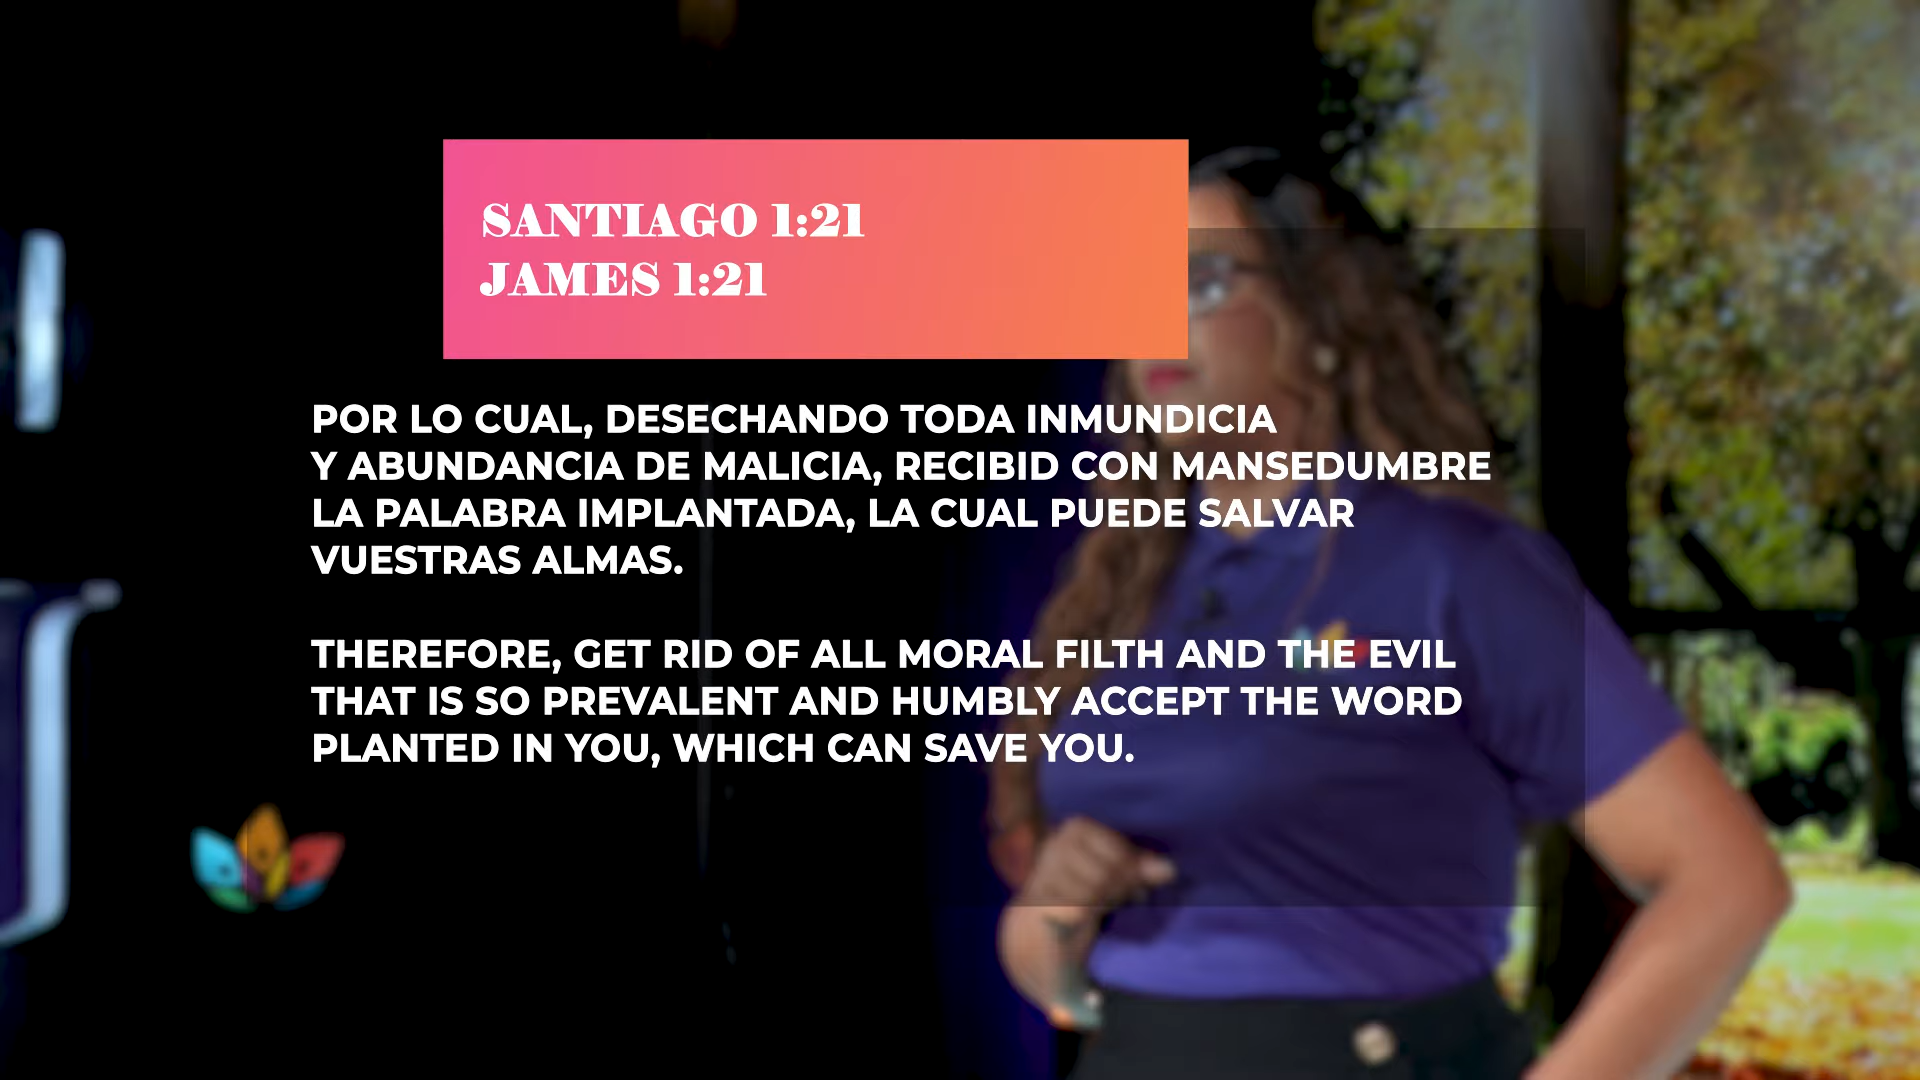 SANTIAGO 1:21
JAMES 1:21
POR LO CUAL, DESECHANDO TODA INMUNDICIA
Y ABUNDANCIA DE MALICIA, RECIBID CON MANSEDUMBRE
LA PALABRA IMPLANTADA, LA CUAL PUEDE SALVAR
VUESTRAS ALMAS.
THEREFORE, GET RID OF ALL MORAL FILTH AND THE EVIL
THAT IS SO PREVALENT AND HUMBLY ACCEPT THE WORD
PLANTED IN YOU, WHICH CAN SAVE YOU.